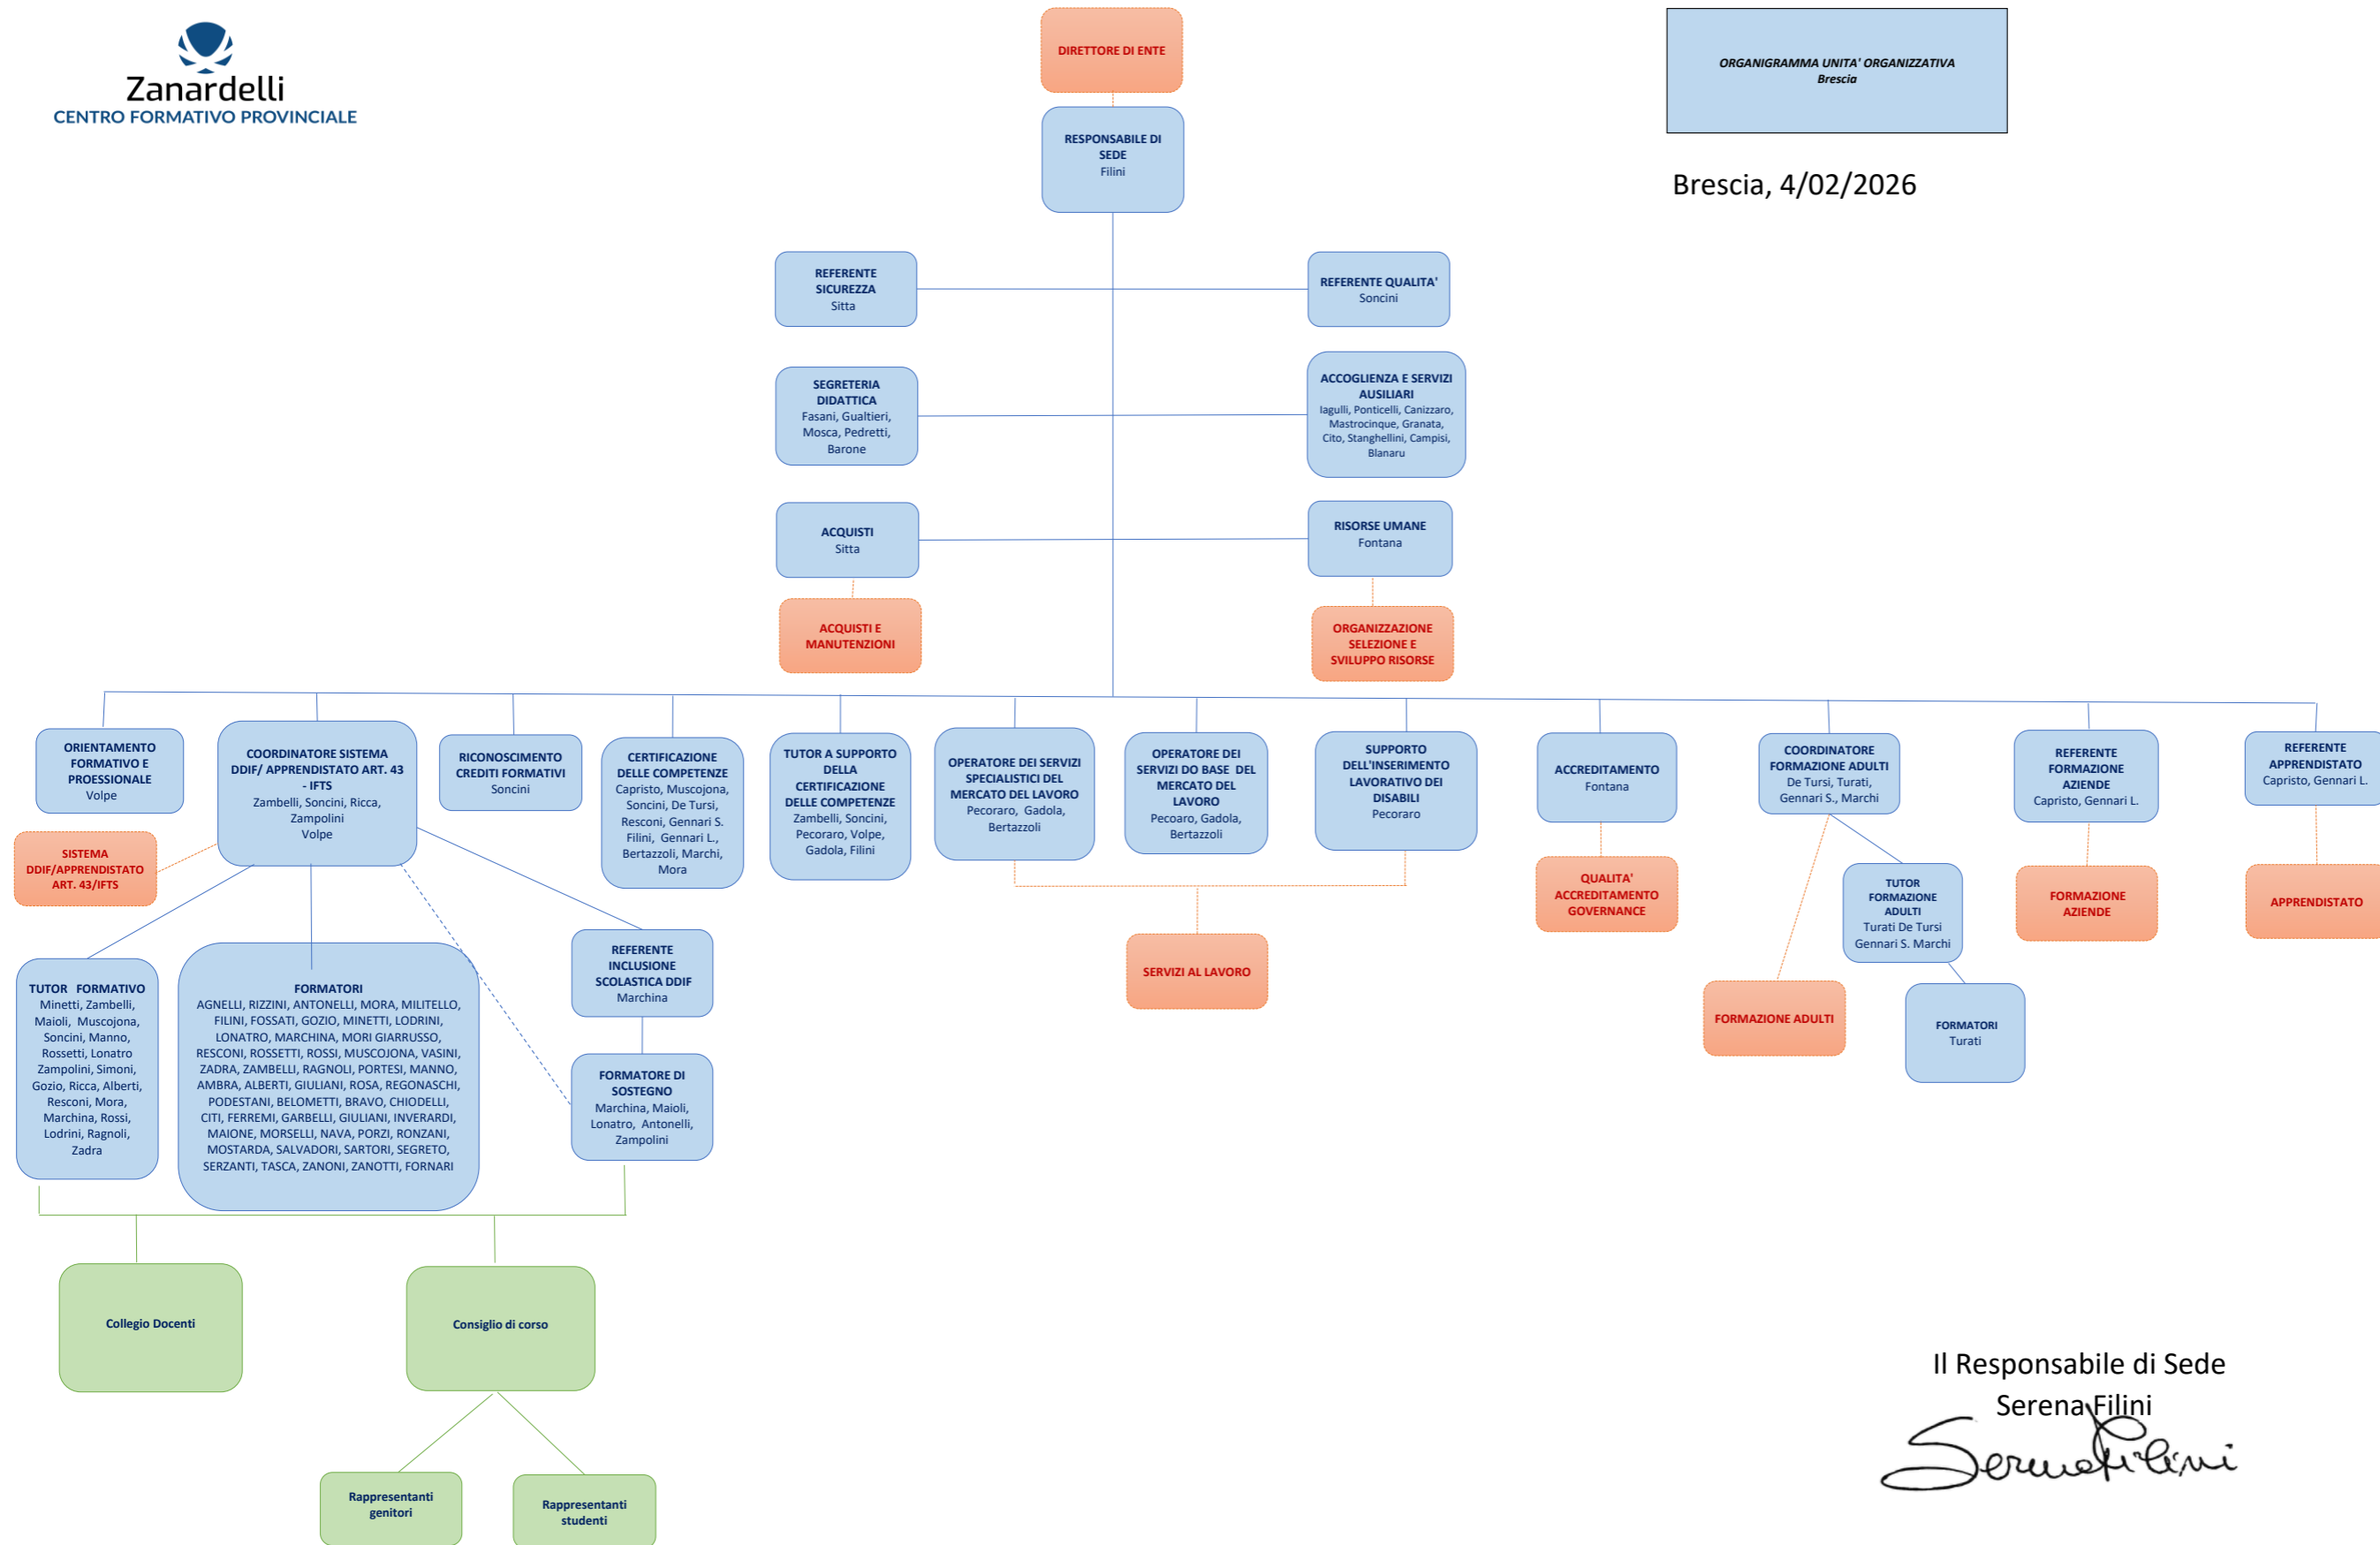 Zanardelli
CENTRO FORMATIVO PROVINCIALE
DIRETTORE DI ENTE
ORGANIGRAMMA UNITA' ORGANIZZATIVA
Brescia
RESPONSABILE DI
SEDE
Filini
Brescia, 4/02/2026
REFERENTE
SICUREZZA
Sitta
REFERENTE QUALITA'
Soncini
SEGRETERIA
DIDATTICA
Fasani, Gualtieri,
Mosca, Pedretti,
Barone
ACCOGLIENZA E SERVIZI
AUSILIARI
Iagulli, Ponticelli, Canizzaro,
Mastrocinque, Granata,
Cito, Stanghellini, Campisi,
Blanaru
ACQUISTI
Sitta
RISORSE UMANE
Fontana
ACQUISTI E
MANUTENZIONI
ORGANIZZAZIONE
SELEZIONE E
SVILUPPO RISORSE
ORIENTAMENTO
FORMATIVO E
PROESSIONALE
Volpe
COORDINATORE SISTEMA
DDIF/ APPRENDISTATO ART. 43
- IFTS
Zambelli, Soncini, Ricca,
Zampolini
Volpe
RICONOSCIMENTO
CREDITI FORMATIVI
Soncini
CERTIFICAZIONE
DELLE COMPETENZE
Capristo, Muscojona,
Soncini, De Tursi,
Resconi, Gennari S.
Filini, Gennari L.,
Bertazzoli, Marchi,
Mora
TUTOR A SUPPORTO
DELLA
CERTIFICAZIONE
DELLE COMPETENZE
Zambelli, Soncini,
Pecoraro, Volpe,
Gadola, Filini
OPERATORE DEI SERVIZI
SPECIALISTICI DEL
MERCATO DEL LAVORO
Pecoraro, Gadola,
Bertazzoli
OPERATORE DEI
SERVIZI DO BASE DEL
MERCATO DEL
LAVORO
Pecoaro, Gadola,
Bertazzoli
SUPPORTO
DELL'INSERIMENTO
LAVORATIVO DEI
DISABILI
Pecoraro
ACCREDITAMENTO
Fontana
COORDINATORE
FORMAZIONE ADULTI
De Tursi, Turati,
Gennari S., Marchi
REFERENTE
FORMAZIONE
AZIENDE
Capristo, Gennari L.
REFERENTE
APPRENDISTATO
Capristo, Gennari L.
SISTEMA
DDIF/APPRENDISTATO
ART. 43/IFTS
QUALITA'
ACCREDITAMENTO
GOVERNANCE
TUTOR
FORMAZIONE
ADULTI
Turati De Tursi
Gennari S. Marchi
FORMAZIONE
AZIENDE
APPRENDISTATO
TUTOR FORMATIVO
Minetti, Zambelli,
Maioli, Muscojona,
Soncini, Manno,
Rossetti, Lonatro
Zampolini, Simoni,
Gozio, Ricca, Alberti,
Resconi, Mora,
Marchina, Rossi,
Lodrini, Ragnoli,
Zadra
FORMATORI
AGNELLI, RIZZINI, ANTONELLI, MORA, MILITELLO,
FILINI, FOSSATI, GOZIO, MINETTI, LODRINI,
LONATRO, MARCHINA, MORI GIARRUSSO,
RESCONI, ROSSETTI, ROSSI, MUSCOJONA, VASINI,
ZADRA, ZAMBELLI, RAGNOLI, PORTESI, MANNO,
AMBRA, ALBERTI, GIULIANI, ROSA, REGONASCHI,
PODESTANI, BELOMETTI, BRAVO, CHIODELLI,
CITI, FERREMI, GARBELLI, GIULIANI, INVERARDI,
MAIONE, MORSELLI, NAVA, PORZI, RONZANI,
MOSTARDA, SALVADORI, SARTORI, SEGRETO,
SERZANTI, TASCA, ZANONI, ZANOTTI, FORNARI
REFERENTE
INCLUSIONE
SCOLASTICA DDIF
Marchina
SERVIZI AL LAVORO
FORMAZIONE ADULTI
FORMATORI
Turati
FORMATORE DI
SOSTEGNO
Marchina, Maioli,
Lonatro, Antonelli,
Zampolini
Collegio Docenti
Consiglio di corso
Rappresentanti
genitori
Rappresentanti
studenti
Il Responsabile di Sede
Serena Filini
Serena Filini